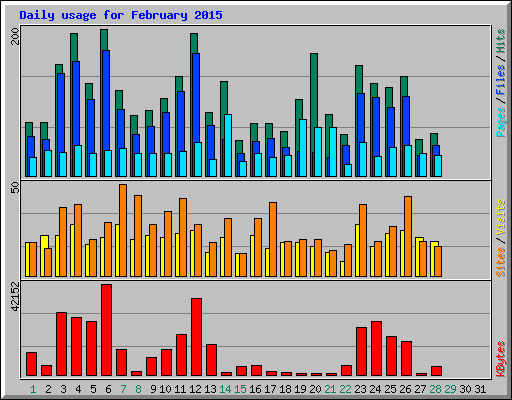 Daily usage for February 2015
200
Pages / Files / Hits
50
Sites / Visits
42152
KBytes
1 2 3 4 5 6 7 8 9 10 11 12 13 14 15 16 17 18 19 20 21 22 23 24 25 26 27 28 29 30 31